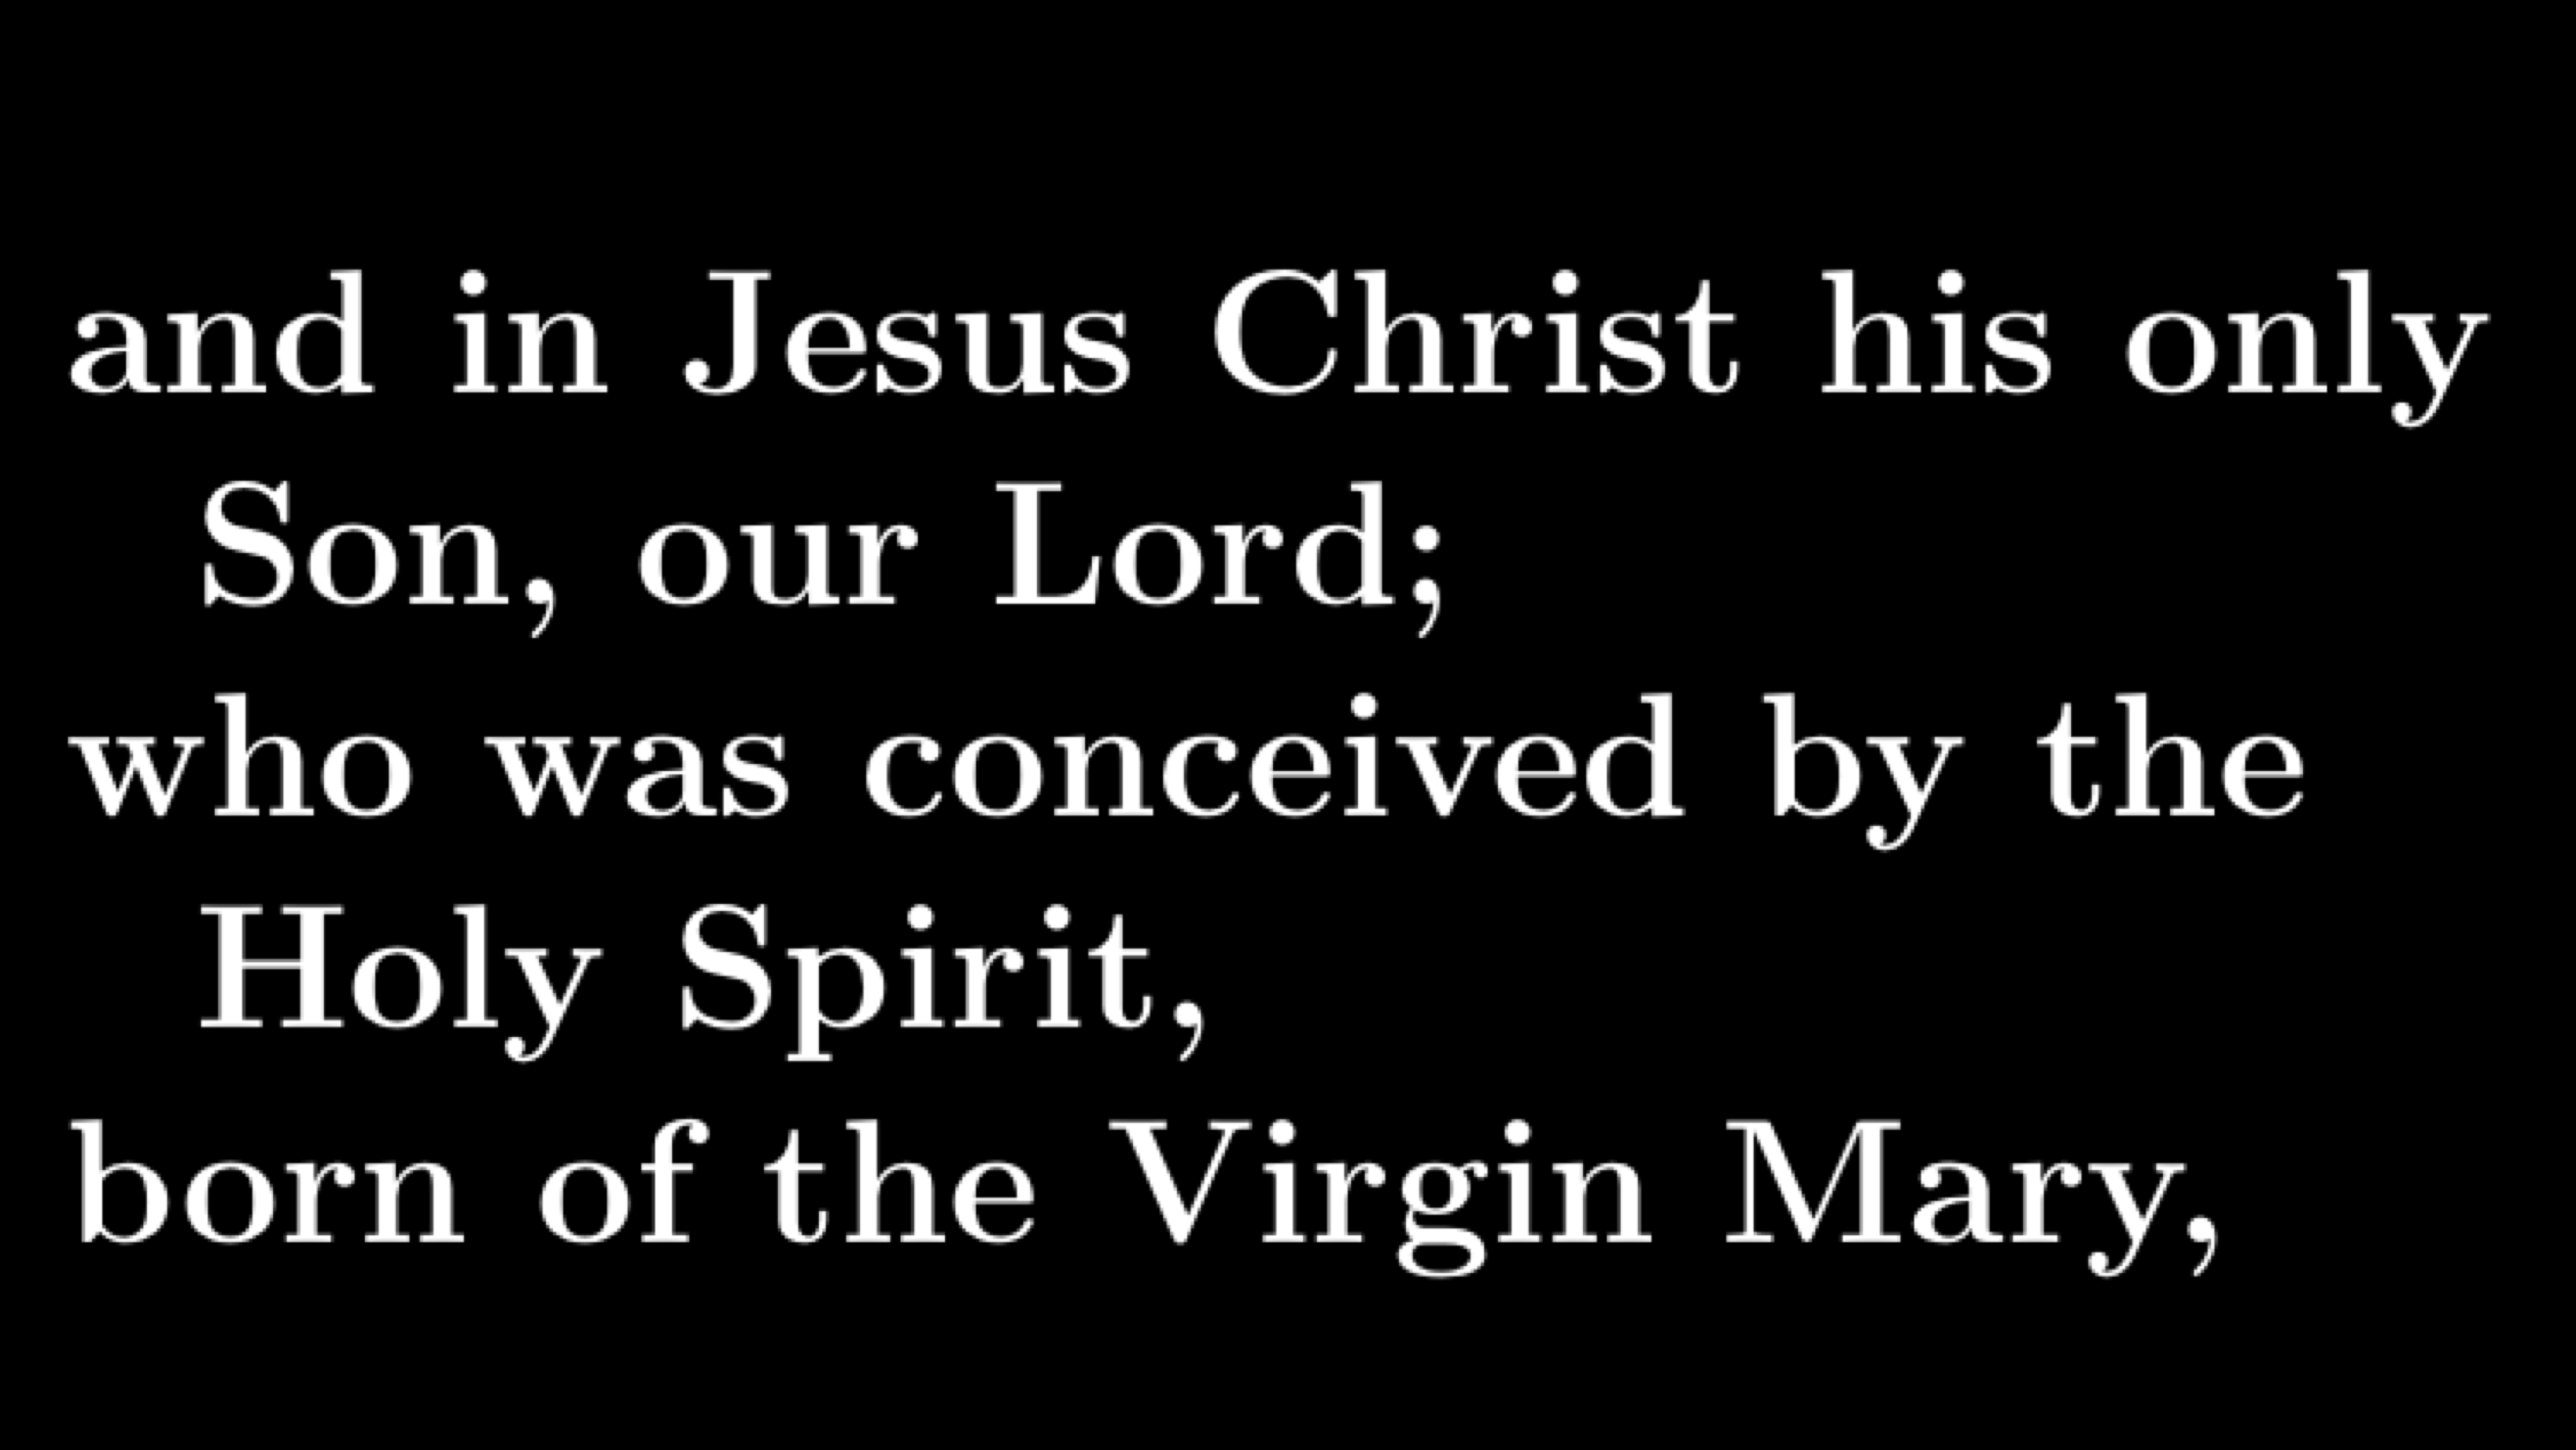 and in Jesus Christ his only
Son, our Lord;
who was conceived by the
Holy Spirit,
born of the Virgin Mary,